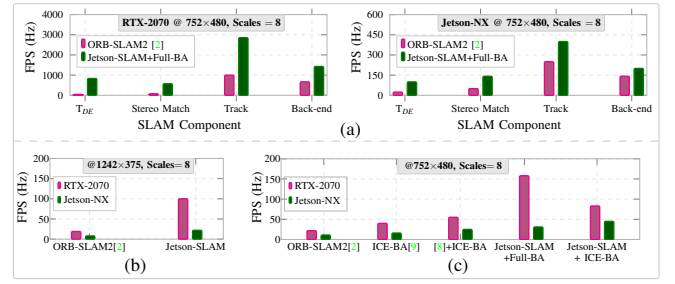 RTX-2070 @ 752×480, Scales = 8
FPS (Hz)
4000
3000
2000
1000
0
ORB-SLAM2 [2]
Jetson-SLAM+Full-BA
T_DE Stereo Match Track Back-end
SLAM Component
Jetson-NX @ 752×480, Scales = 8
FPS (Hz)
600
450
300
150
0
ORB-SLAM2 [2]
Jetson-SLAM+Full-BA
T_DE Stereo Match Track Back-end
SLAM Component
(a)
@1242×375, Scales= 8
FPS (Hz)
200
150
100
50
0
RTX-2070
Jetson-NX
ORB-SLAM2[2] Jetson-SLAM
(b)
@752×480, Scales= 8
FPS (Hz)
200
150
100
50
0
RTX-2070
Jetson-NX
ORB-SLAM2[2] ICE-BA[9] [8]+ICE-BA Jetson-SLAM Jetson-SLAM
+Full-BA + ICE-BA
(c)